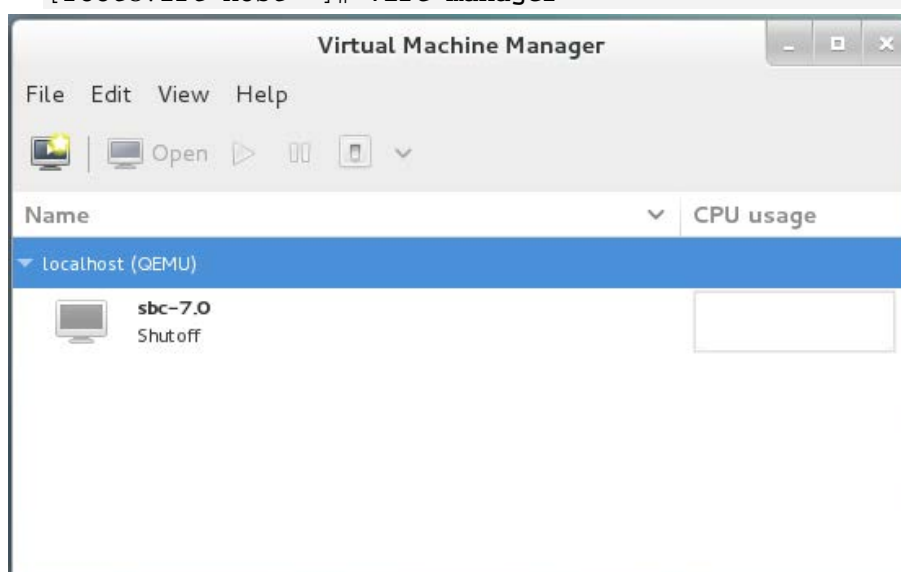 Virtual Machine Manager
File Edit View Help
Open
Name CPU usage
localhost (QEMU)
sbc-7.0
Shutoff